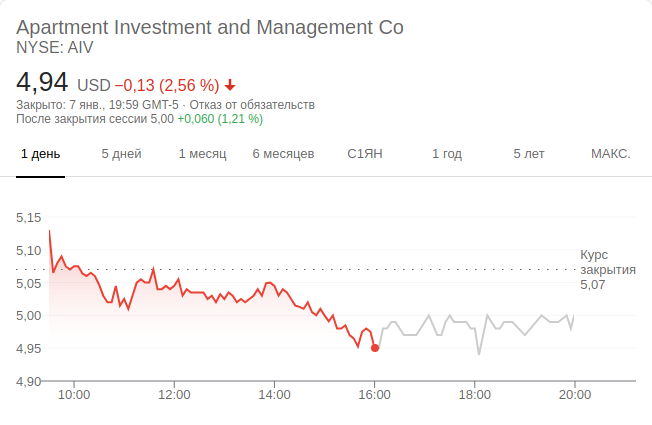 Apartment Investment and Management Co
NYSE: AIV
4,94 USD −0,13 (2,56 %)
Закрыто: 7 янв., 19:59 GMT-5 · Отказ от обязательств
После закрытия сессии 5,00 +0,060 (1,21 %)
1 день 5 дней 1 месяц 6 месяцев С1ЯН 1 год 5 лет МАКС.
5,15
5,10
5,05
5,00
4,95
4,90
Курс
закрытия
5,07
10:00 12:00 14:00 16:00 18:00 20:00